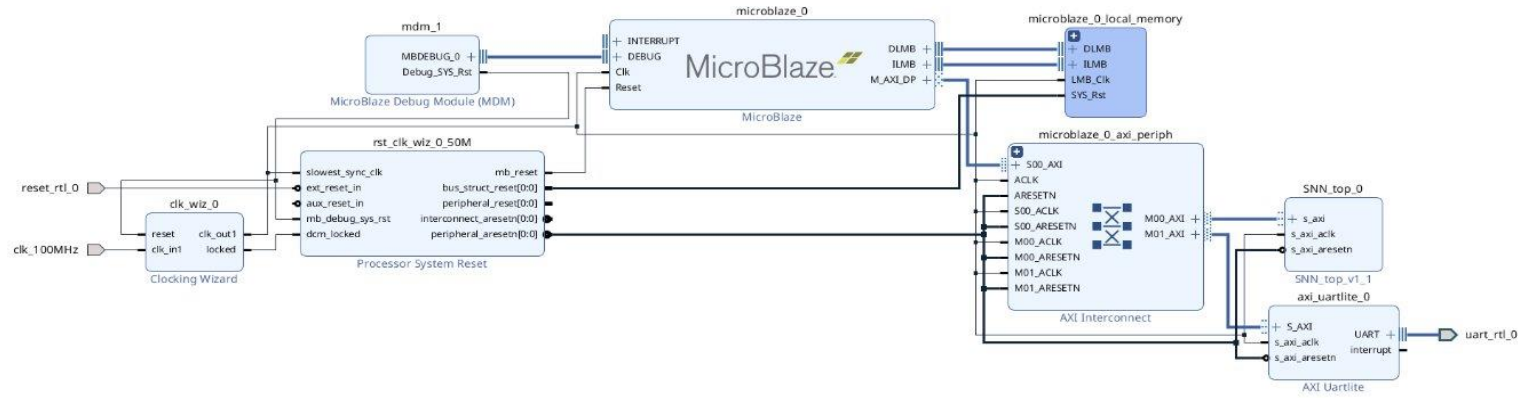 mdm_1
MBDEBUG_0
Debug_SYS_Rst
MicroBlaze Debug Module (MDM)
microblaze_0
INTERRUPT
DEBUG
Clk
Reset
MicroBlaze
DLMB
ILMB
M_AXI_DP
MicroBlaze
microblaze_0_local_memory
DLMB
ILMB
LMB_Clk
SYS_Rst
reset_rtl_0
clk_100MHz
clk_wiz_0
reset
clk_in1
clk_out1
locked
Clocking Wizard
rst_clk_wiz_0_50M
slowest_sync_clk
ext_reset_in
aux_reset_in
mb_debug_sys_rst
dcm_locked
mb_reset
bus_struct_reset[0:0]
peripheral_reset[0:0]
interconnect_aresetn[0:0]
peripheral_aresetn[0:0]
Processor System Reset
microblaze_0_axi_periph
S00_AXI
ACLK
ARESETN
S00_ACLK
S00_ARESETN
M00_ACLK
M00_ARESETN
M01_ACLK
M01_ARESETN
M00_AXI
M01_AXI
AXI Interconnect
SNN_top_0
s_axi
s_axi_aclk
s_axi_aresetn
SNN_top_v1_1
axi_uartlite_0
S_AXI
s_axi_aclk
s_axi_aresetn
UART
interrupt
AXI Uartlite
uart_rtl_0